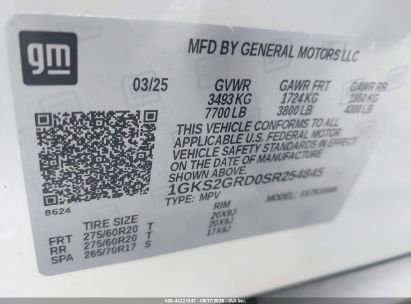 gm
MFD BY GENERAL MOTORS LLC
03/25 GVWR GAWR FRT GAWR RR
3493 KG 1724 KG 1950 KG
7700 LB 3800 LB 4300 LB
THIS VEHICLE CONFORMS TO ALL APPLICABLE
U.S. FEDERAL MOTOR
VEHICLE SAFETY STANDARDS IN EFFECT
ON THE DATE OF MANUFACTURE
SHOWN ABOVE.
1GKS2GRD0SR254845
TYPE: MPV MODEL:
8624
TIRE SIZE RIM
FRT 275/60R20 T 20X9J
RR 275/60R20 T 20X9J
SPA 265/70R17 S 17X8J